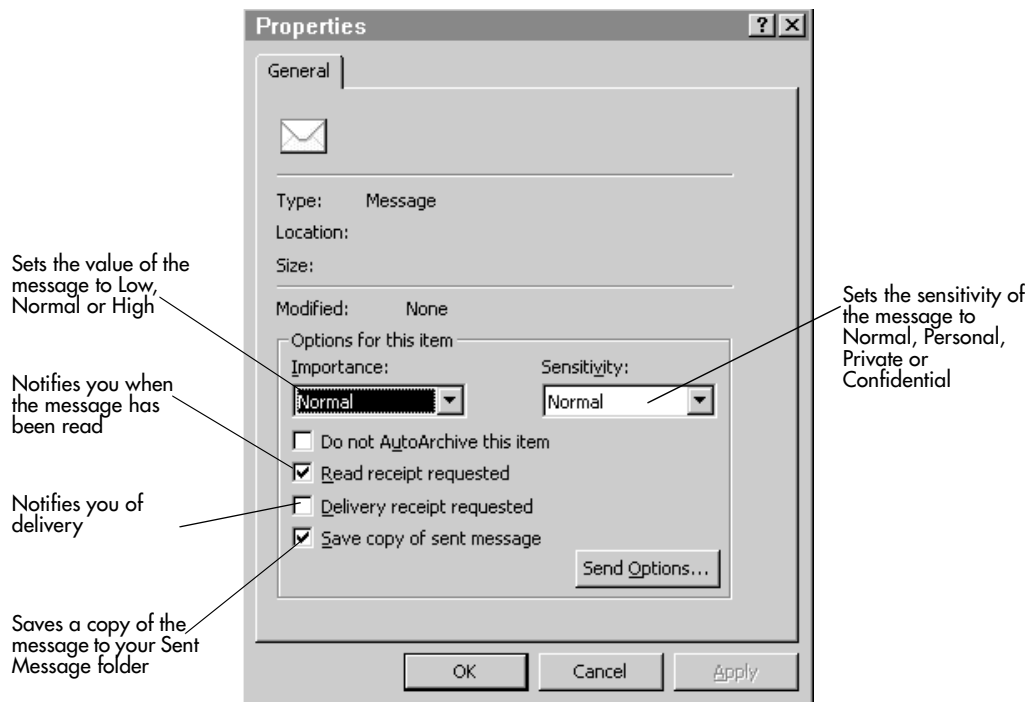 Properties
General
Type: Message
Location:
Size:
Modified: None
Options for this item
Importance: Sensitivity:
Normal Normal
Do not AutoArchive this item
Read receipt requested
Delivery receipt requested
Save copy of sent message
Send Options...
OK Cancel Apply
Sets the value of the
message to Low,
Normal or High
Notifies you when
the message has
been read
Notifies you of
delivery
Saves a copy of the
message to your Sent
Message folder
Sets the sensitivity of
the message to
Normal, Personal,
Private or
Confidential